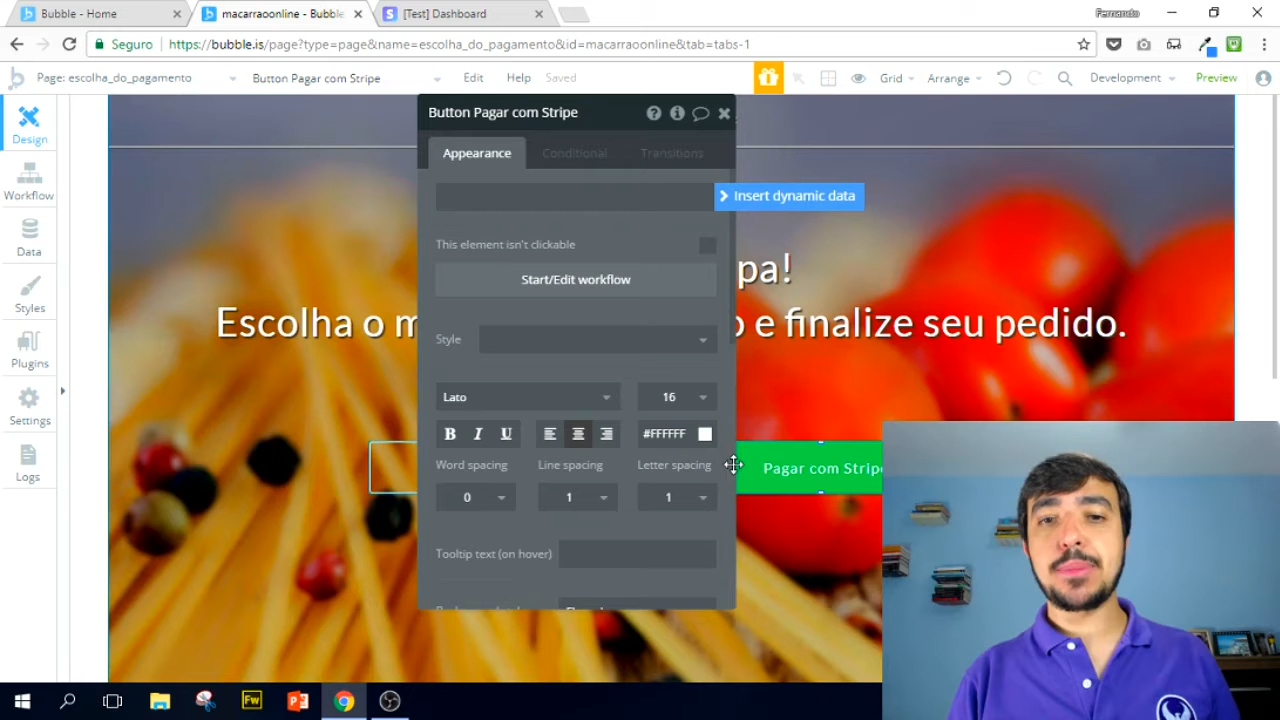 Bubble - Home
macarraoonline - Bubble
[Test] Dashboard
Fernando
Seguro
https://bubble.is/page?type=page&name=escolha_do_pagamento&id=macarraoonline&tab=tabs-1
Page: escolha_do_pagamento
Button Pagar com Stripe
Edit
Help
Saved
Grid
Arrange
Development
Preview
Design
Workflow
Data
Styles
Plugins
Settings
Logs
Button Pagar com Stripe
Appearance
Conditional
Transitions
Insert dynamic data
This element isn't clickable
Start/Edit workflow
pa!
Escolha o m
o e finalize seu pedido.
Style
Lato
16
B I U
#FFFFFF
Word spacing
Line spacing
Letter spacing
0
1
1
Pagar com Stripe
Tooltip text (on hover)
Fw